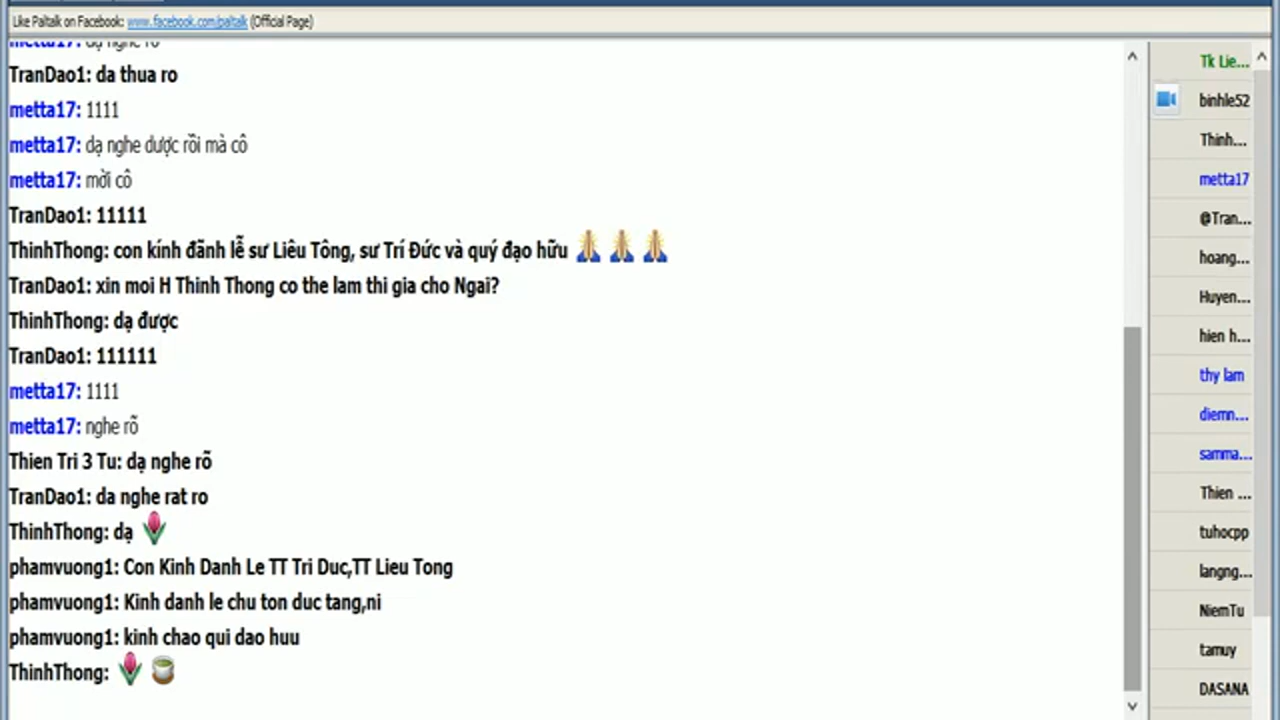 Like Paltalk on Facebook: www.facebook.com/paltalk (Official Page)
metta17: dạ nghe rõ
TranDao1: da thua ro
metta17: 1111
metta17: dạ nghe được rồi mà cô
metta17: mời cô
TranDao1: 11111
ThinhThong: con kính đãnh lễ sư Liêu Tông, sư Trí Đức và quý đạo hữu
TranDao1: xin moi H Thinh Thong co the lam thi gia cho Ngai?
ThinhThong: dạ được
TranDao1: 111111
metta17: 1111
metta17: nghe rõ
Thien Tri 3 Tu: dạ nghe rõ
TranDao1: da nghe rat ro
ThinhThong: dạ
phamvuong1: Con Kinh Danh Le TT Tri Duc,TT Lieu Tong
phamvuong1: Kinh danh le chu ton duc tang,ni
phamvuong1: kinh chao qui dao huu
ThinhThong:
Tk Lie...
binhle52
Thinh...
metta17
@Tran...
hoang...
Huyen...
hien h...
thy lam
diemn...
samma...
Thien ...
tuhocpp
langng...
NiemTu
tamuy
DASANA